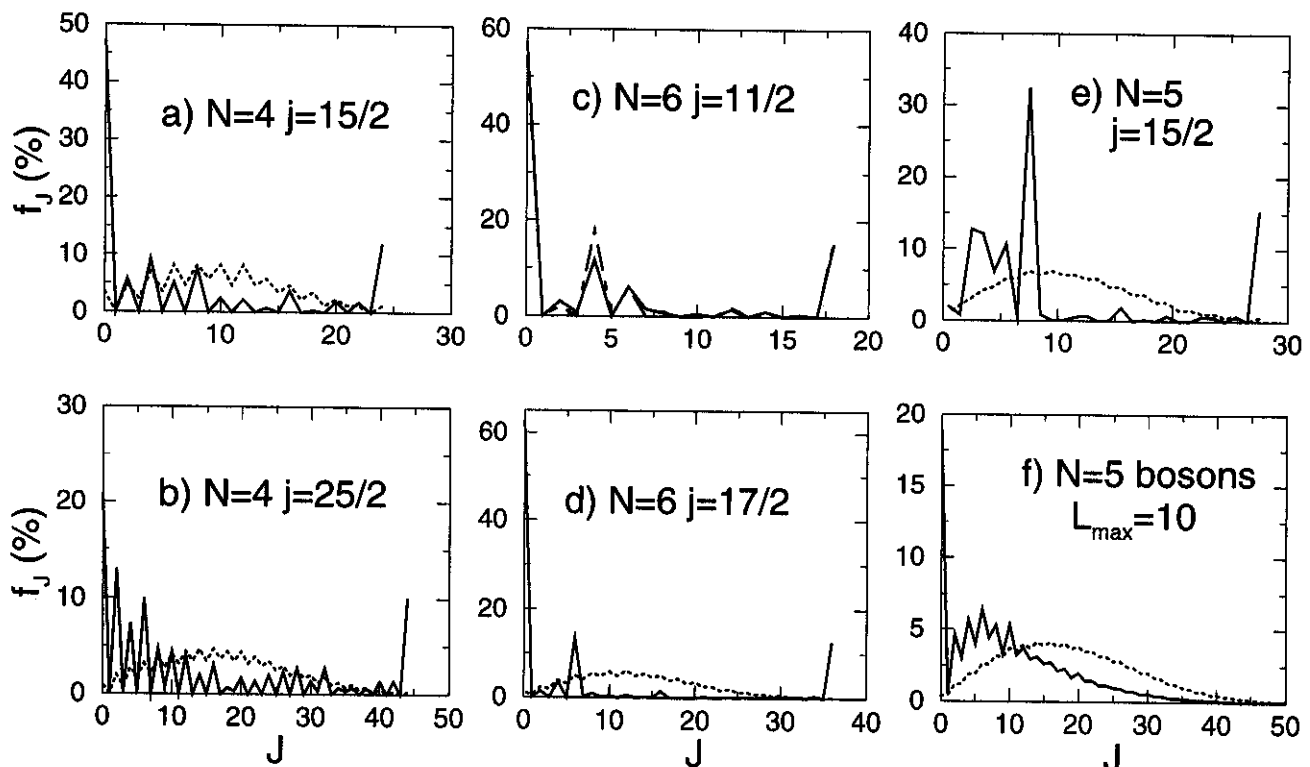 50
40
30
20
10
0
f_J (%)
a) N=4 j=15/2
0 10 20 30
60
40
20
0
c) N=6 j=11/2
0 5 10 15 20
40
30
20
10
0
e) N=5
j=15/2
0 10 20 30
30
20
10
0
f_J (%)
b) N=4 j=25/2
0 10 20 30 40 50
J
60
40
20
0
d) N=6 j=17/2
0 10 20 30 40
J
20
15
10
5
0
f) N=5 bosons
L_max=10
0 10 20 30 40 50
J